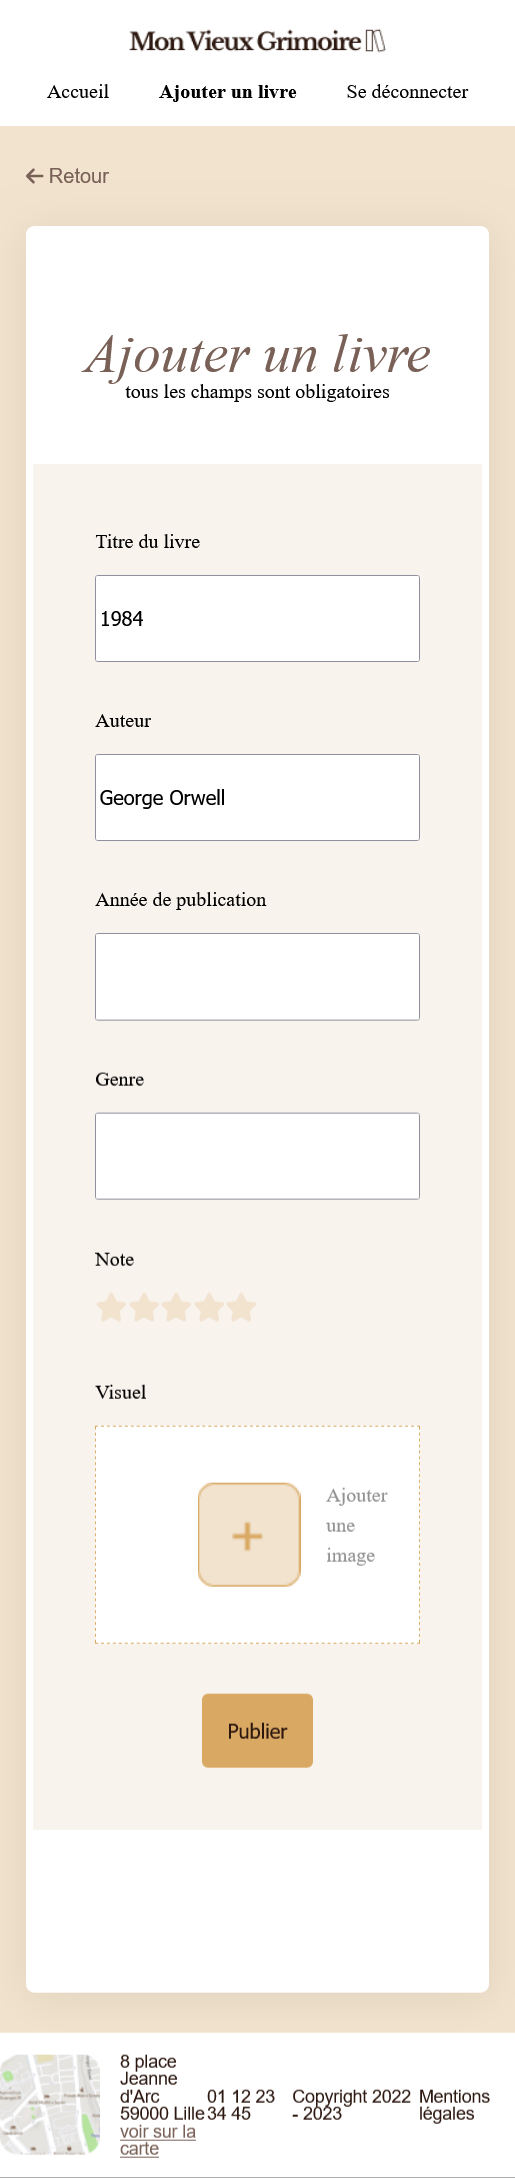 Mon Vieux Grimoire
Accueil Ajouter un livre Se déconnecter
Retour
Ajouter un livre
tous les champs sont obligatoires
Titre du livre
1984
Auteur
George Orwell
Année de publication
Genre
Note
Visuel
Ajouter
une
image
Publier
8 place
Jeanne
d'Arc
59000 Lille
voir sur la
carte
01 12 23
34 45
Copyright 2022
- 2023
Mentions
légales